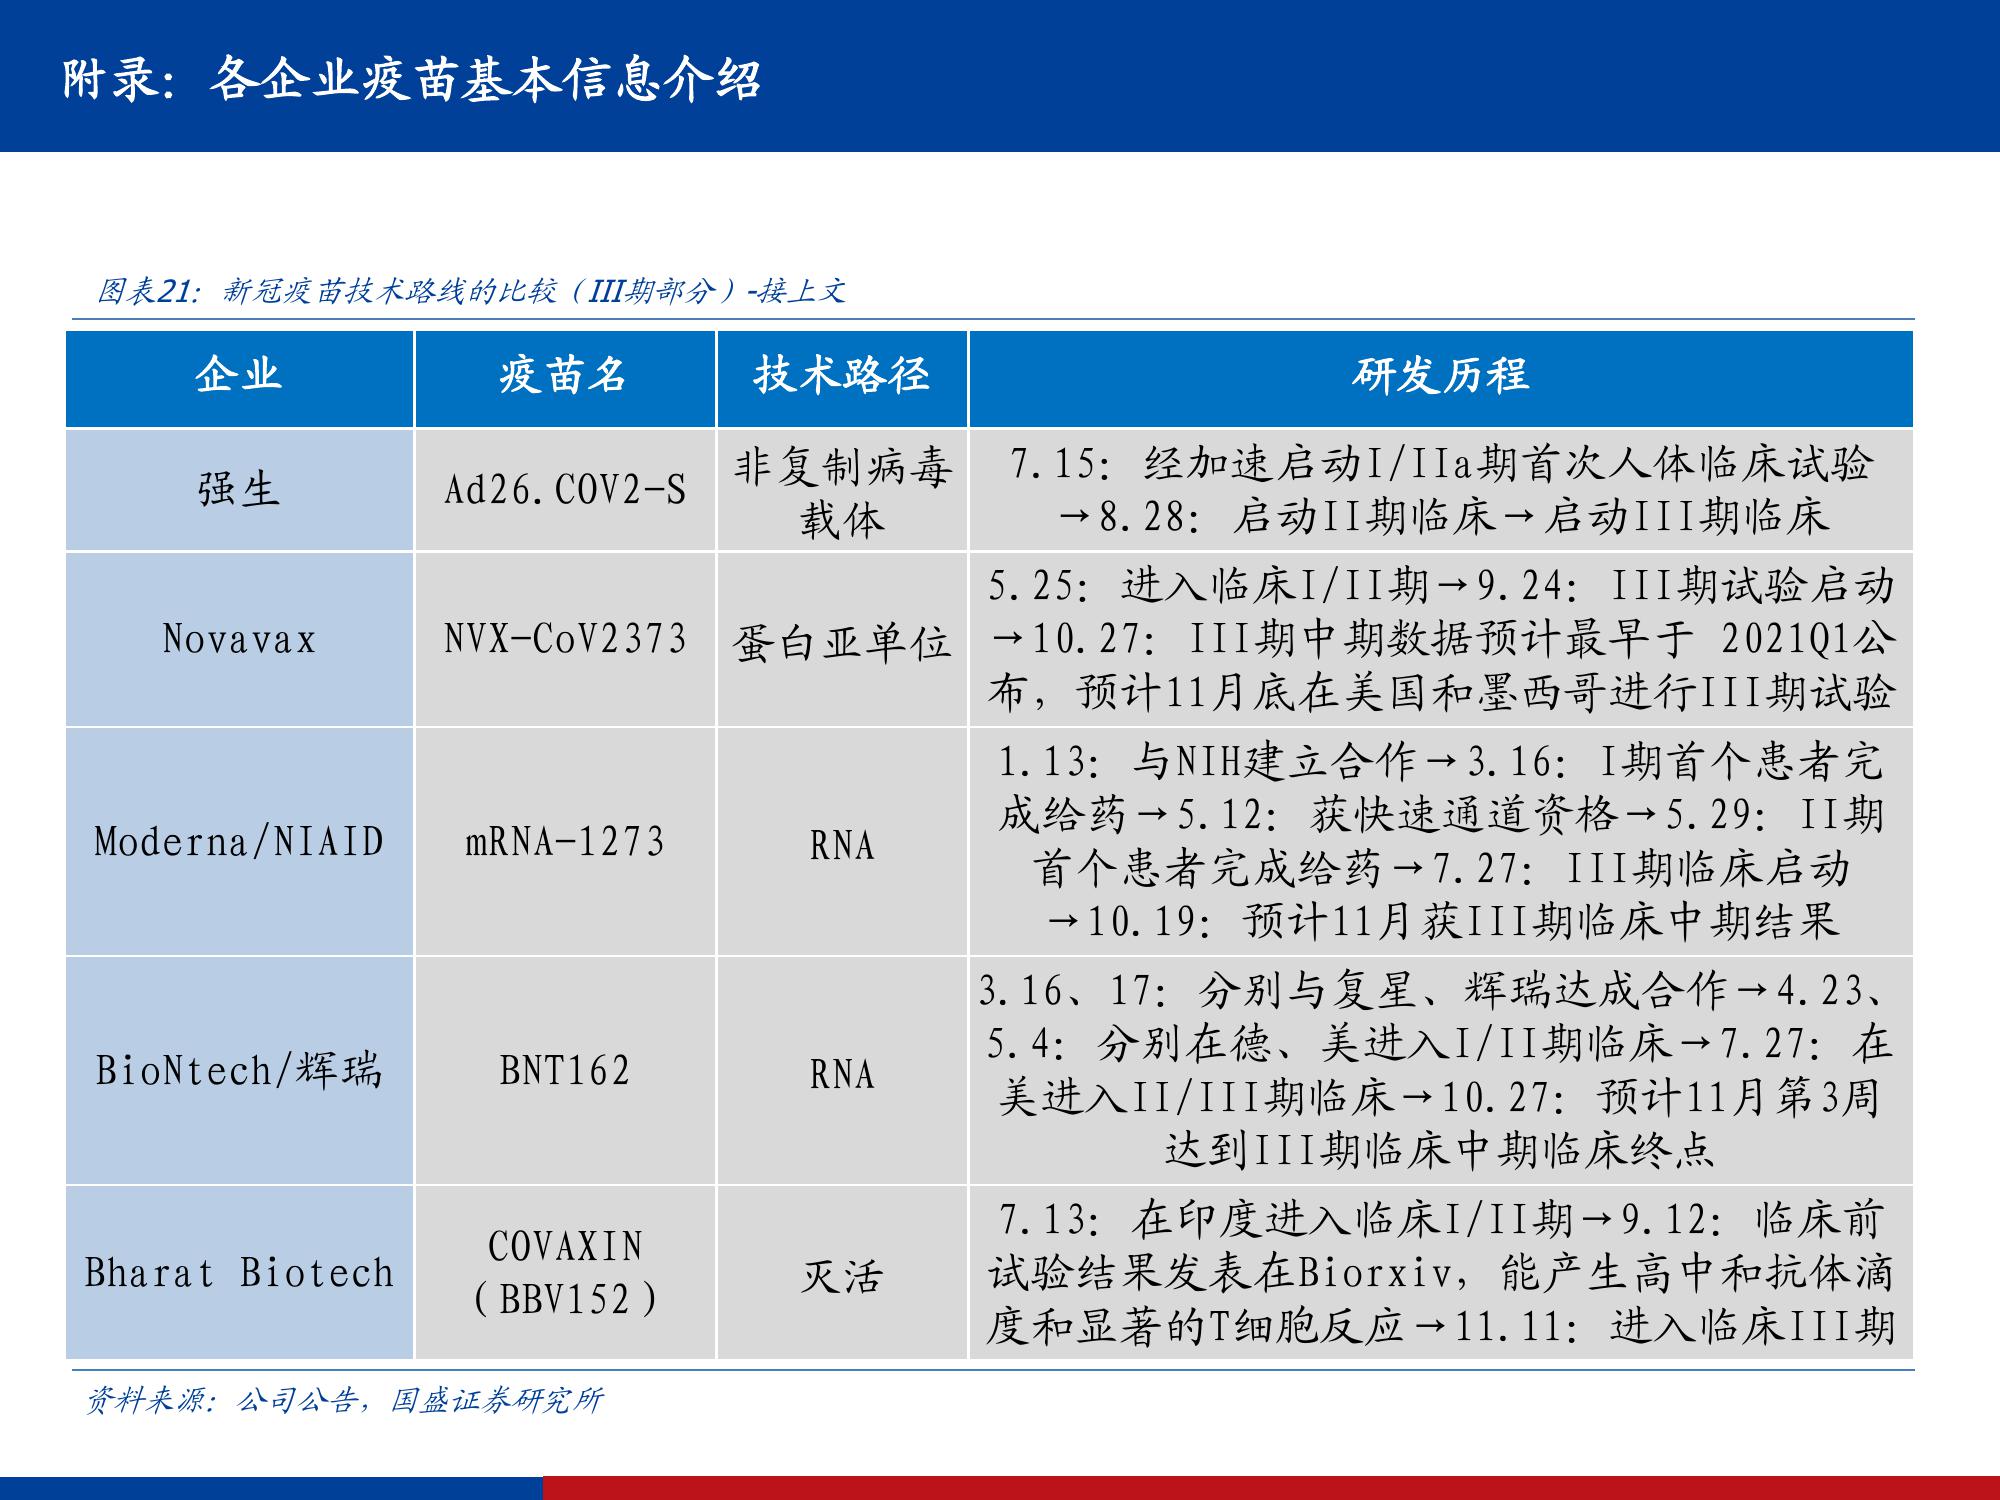 附录：各企业疫苗基本信息介绍
图表21：新冠疫苗技术路线的比较（III期部分）-接上文
企业
疫苗名
技术路径
研发历程
强生
Ad26.COV2-S
非复制病毒
载体
7.15：经加速启动I/IIa期首次人体临床试验
→8.28：启动II期临床→启动III期临床
Novavax
NVX-CoV2373
蛋白亚单位
5.25：进入临床I/II期→9.24：III期试验启动
→10.27：III期中期数据预计最早于 2021Q1公
布，预计11月底在美国和墨西哥进行III期试验
Moderna/NIAID
mRNA-1273
RNA
1.13：与NIH建立合作→3.16：I期首个患者完
成给药→5.12：获快速通道资格→5.29：II期
首个患者完成给药→7.27：III期临床启动
→10.19：预计11月获III期临床中期结果
BioNtech/辉瑞
BNT162
RNA
3.16、17：分别与复星、辉瑞达成合作→4.23、
5.4：分别在德、美进入I/II期临床→7.27：在
美进入II/III期临床→10.27：预计11月第3周
达到III期临床中期临床终点
Bharat Biotech
COVAXIN
（BBV152）
灭活
7.13：在印度进入临床I/II期→9.12：临床前
试验结果发表在Biorxiv，能产生高中和抗体滴
度和显著的T细胞反应→11.11：进入临床III期
资料来源：公司公告，国盛证券研究所